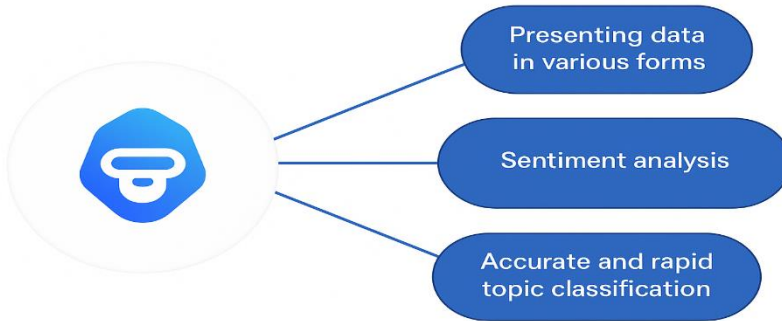 Presenting data
in various forms
Sentiment analysis
Accurate and rapid
topic classification